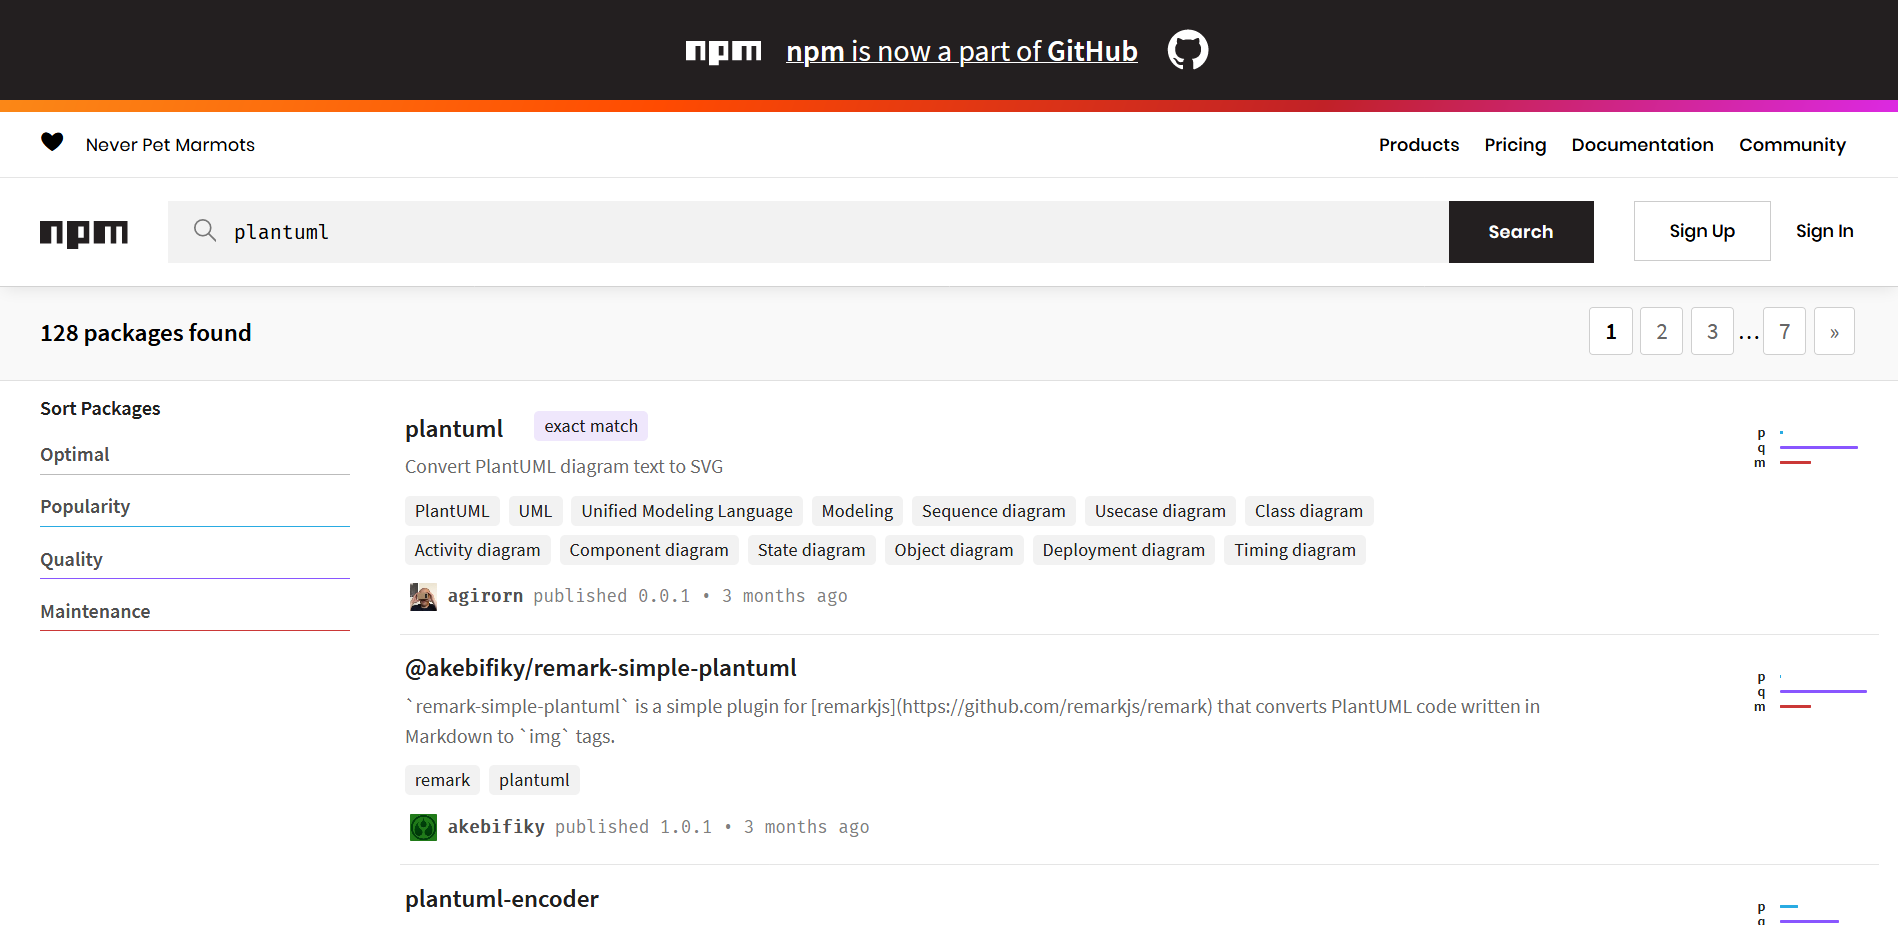 npm npm is now a part of GitHub
Never Pet Marmots
Products Pricing Documentation Community
npm plantuml Search Sign Up Sign In
128 packages found
1 2 3 ... 7 »
Sort Packages
Optimal
Popularity
Quality
Maintenance
plantuml exact match
Convert PlantUML diagram text to SVG
PlantUML UML Unified Modeling Language Modeling Sequence diagram Usecase diagram Class diagram
Activity diagram Component diagram State diagram Object diagram Deployment diagram Timing diagram
agirorn published 0.0.1 • 3 months ago
p
q
m
@akebifiky/remark-simple-plantuml
`remark-simple-plantuml` is a simple plugin for [remarkjs](https://github.com/remarkjs/remark) that converts PlantUML code written in
Markdown to `img` tags.
remark plantuml
akebifiky published 1.0.1 • 3 months ago
p
q
m
plantuml-encoder
p
q